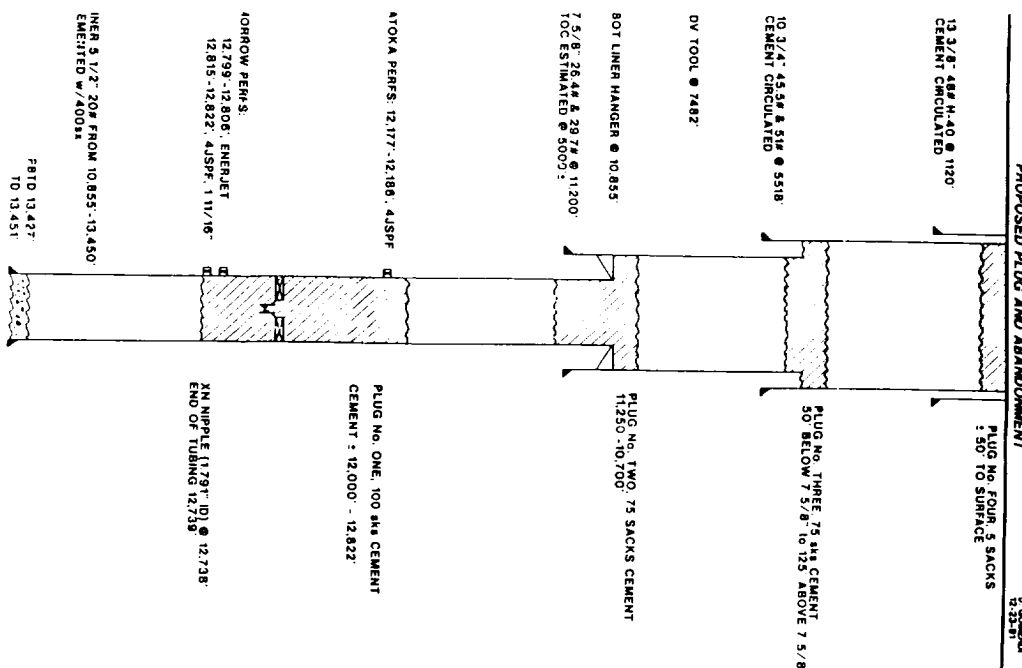 PROPOSED PLUG AND ABANDONMENT
12-23-91
13 3/8" 48# H-40 @ 1120'
CEMENT CIRCULATED
10 3/4" 45.5# & 51# @ 5518'
CEMENT CIRCULATED
DV TOOL @ 7482'
BOT LINER HANGER @ 10,855'
7 5/8" 26.4# & 29.7# @ 11,200'
TOC ESTIMATED @ 5000'±
ATOKA PERFS: 12,177'-12,186', 4JSPF
MORROW PERFS:
12,799'-12,806', ENERJET
12,815'-12,822', 4JSPF, 1 11/16"
INER 5 1/2" 20# FROM 10,855'-13,450'
EMENTED W/400sx
PBTD 13,427'
TD 13,451'
PLUG No. FOUR, 5 SACKS
± 50' TO SURFACE
PLUG No. THREE, 75 sks CEMENT
50' BELOW 7 5/8" to 125' ABOVE 7 5/8
PLUG No. TWO, 75 SACKS CEMENT
11,250'-10,700'
PLUG No. ONE, 100 sks CEMENT
CEMENT ± 12,000' - 12,822'
XN NIPPLE (1.791" ID) @ 12,738'
END OF TUBING 12,739'